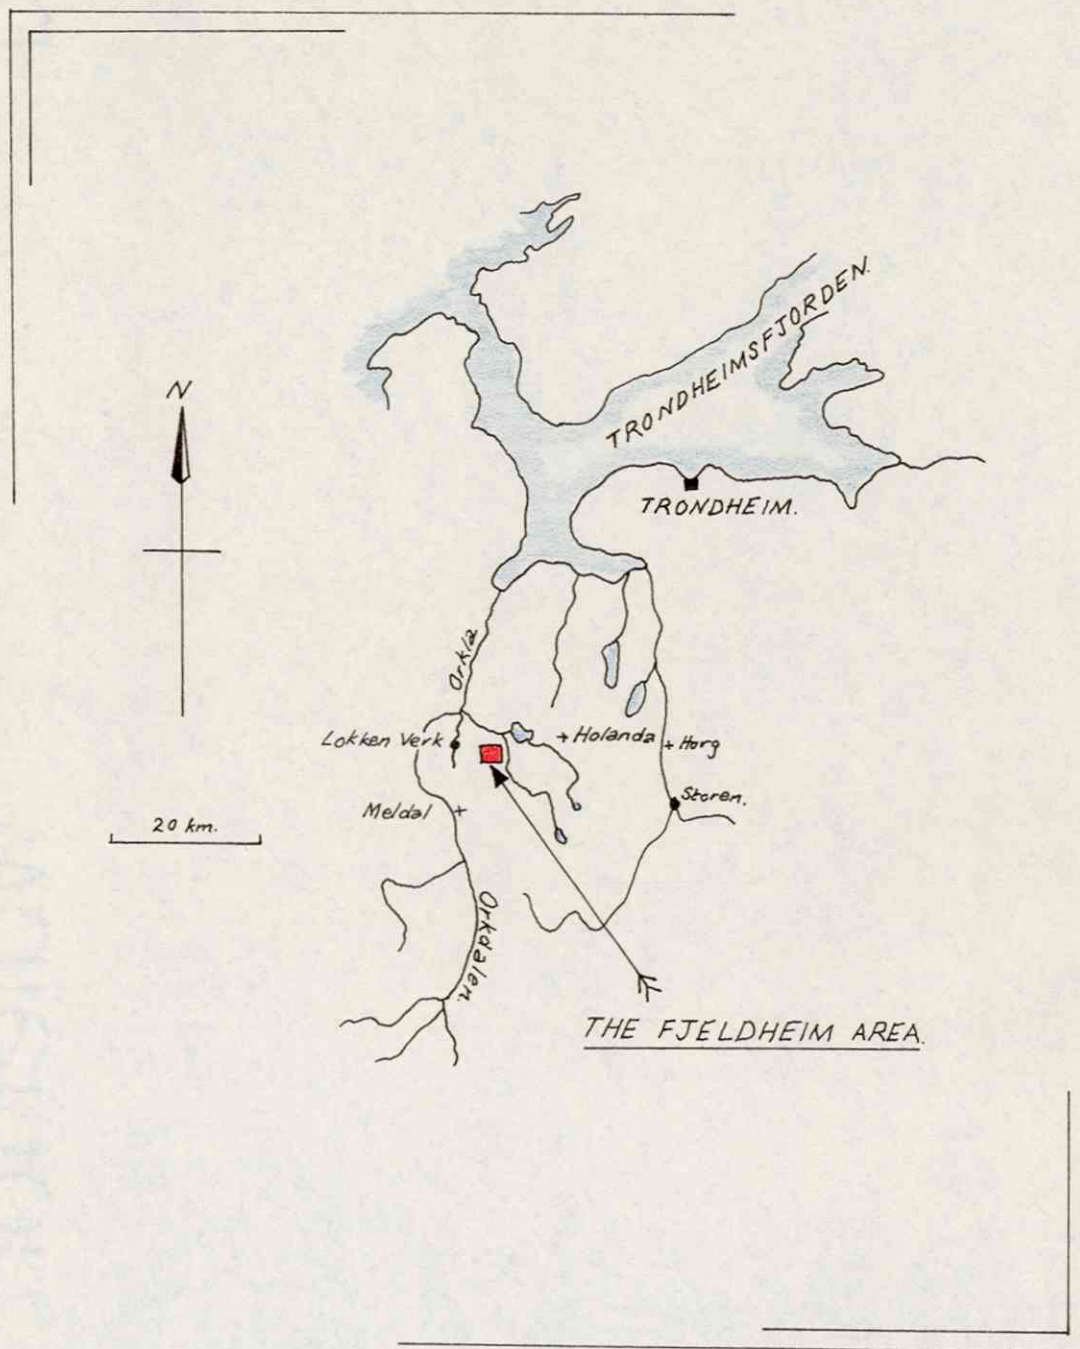 N
TRONDHEIMSFJORDEN.
TRONDHEIM.
Orkla
Lokken Verk
+Holanda
+ Horg
Storen.
Meldal +
20 km.
Orkdalen.
THE FJELDHEIM AREA.